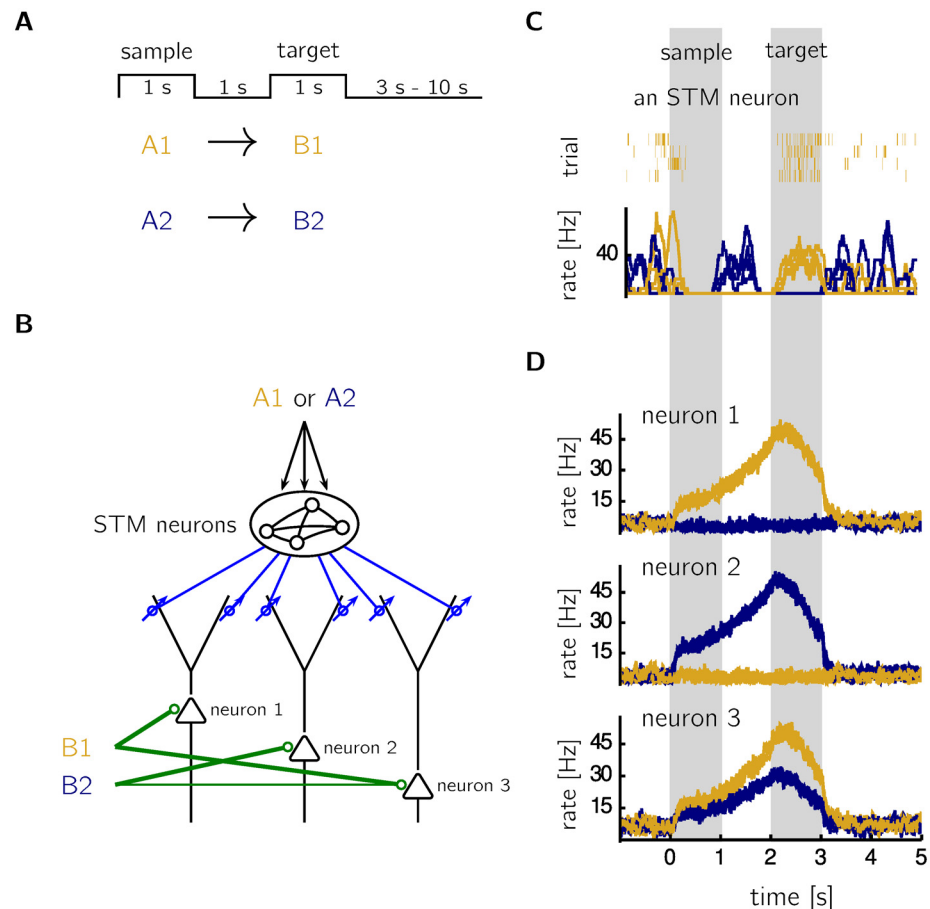 A
sample target
1 s 1 s 1 s 3 s - 10 s
A1 B1
A2 B2
B
A1 or A2
STM neurons
neuron 1
neuron 2
neuron 3
B1
B2
C
sample target
an STM neuron
trial
rate [Hz]
40
D
neuron 1
rate [Hz]
45
30
15
neuron 2
rate [Hz]
45
30
15
neuron 3
rate [Hz]
45
30
15
0 1 2 3 4 5
time [s]